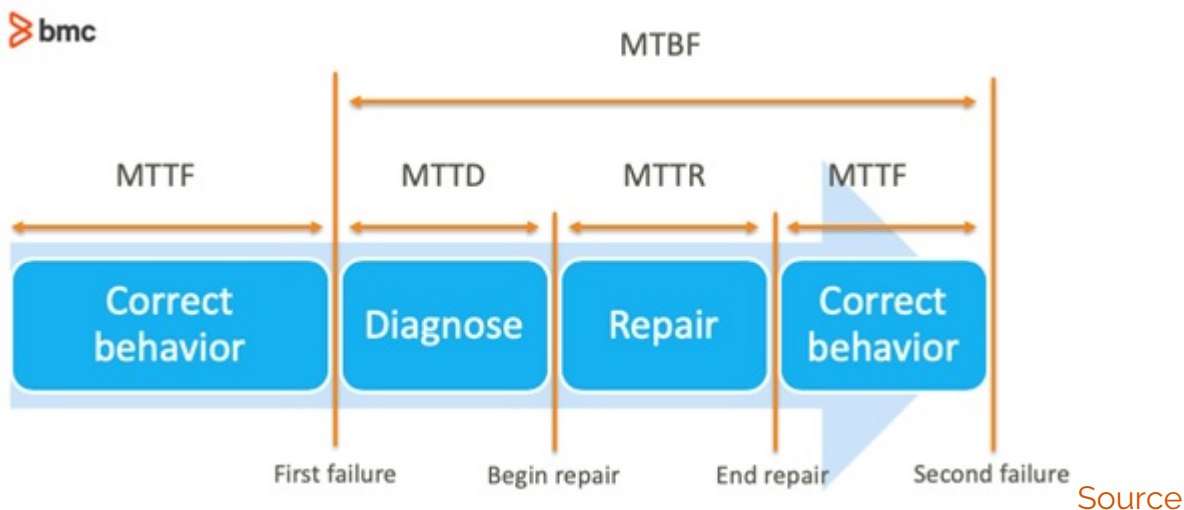 bmc
MTBF
MTTF
MTTD
MTTR
MTTF
Correct
behavior
Diagnose
Repair
Correct
behavior
First failure
Begin repair
End repair
Second failure
Source